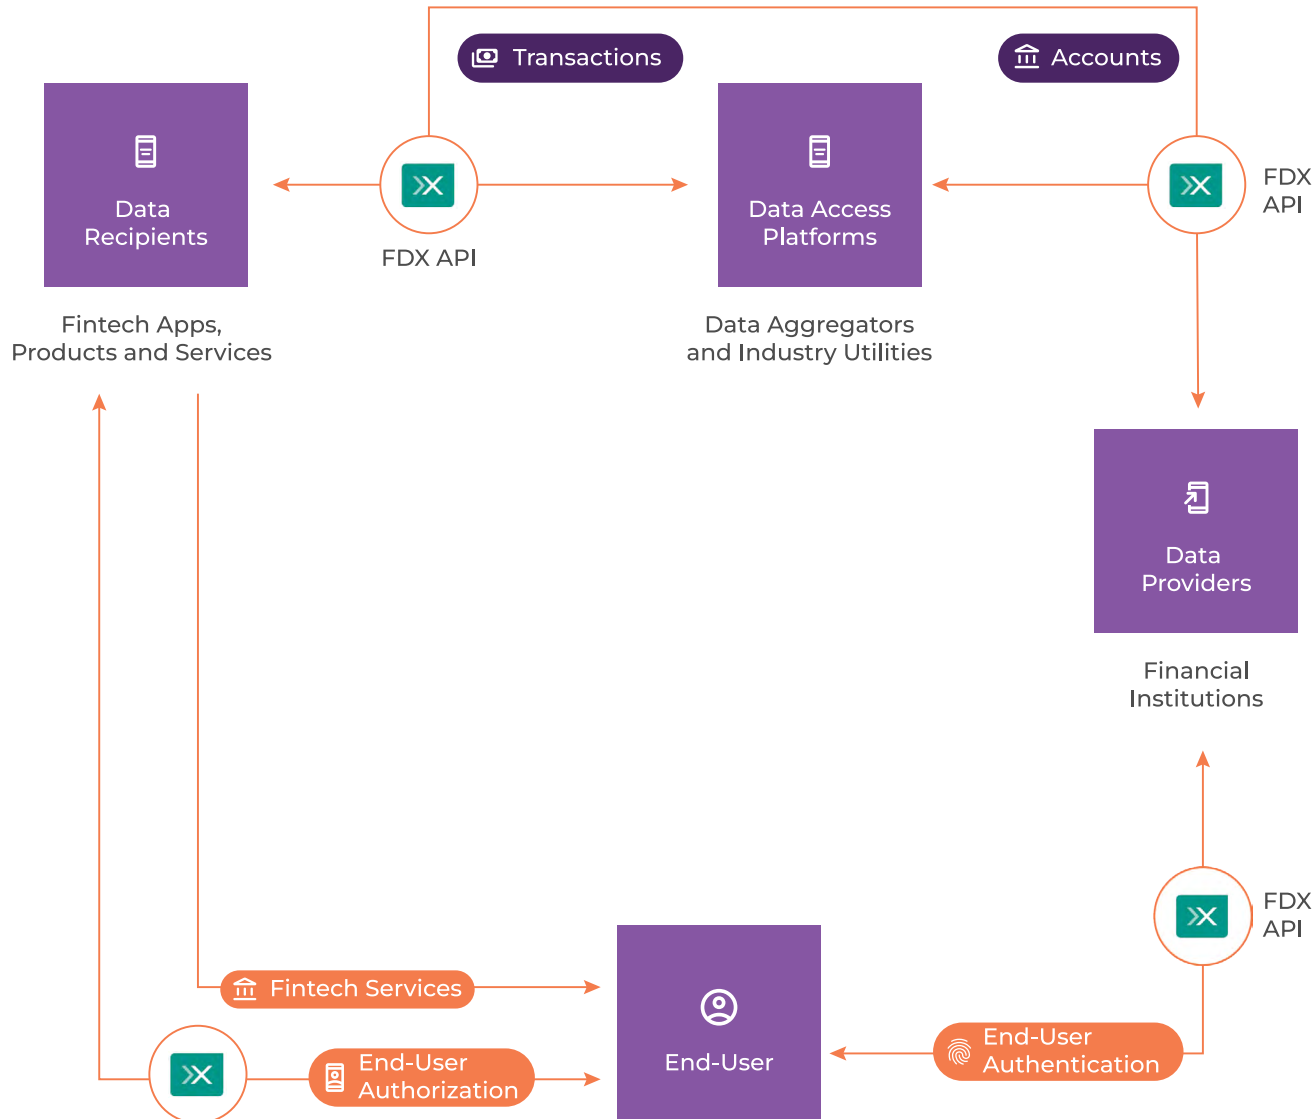 Transactions
Accounts
Data
Recipients
FDX API
Data Access
Platforms
FDX
API
Fintech Apps,
Products and Services
Data Aggregators
and Industry Utilities
Data
Providers
Financial
Institutions
FDX
API
Fintech Services
End-User
Authorization
End-User
End-User
Authentication